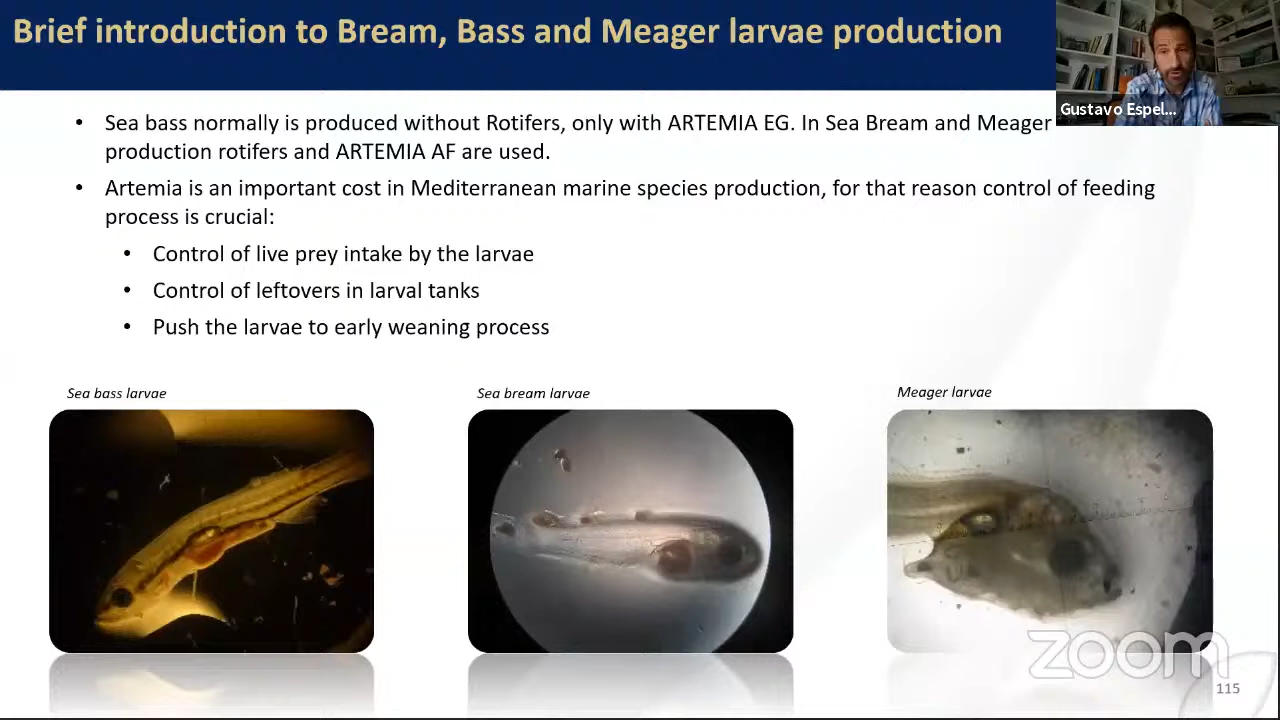 Brief introduction to Bream, Bass and Meager larvae production
Gustavo Espel...
• Sea bass normally is produced without Rotifers, only with ARTEMIA EG. In Sea Bream and Meager
production rotifers and ARTEMIA AF are used.
• Artemia is an important cost in Mediterranean marine species production, for that reason control of feeding
process is crucial:
• Control of live prey intake by the larvae
• Control of leftovers in larval tanks
• Push the larvae to early weaning process
Sea bass larvae
Sea bream larvae
Meager larvae
zoom
115